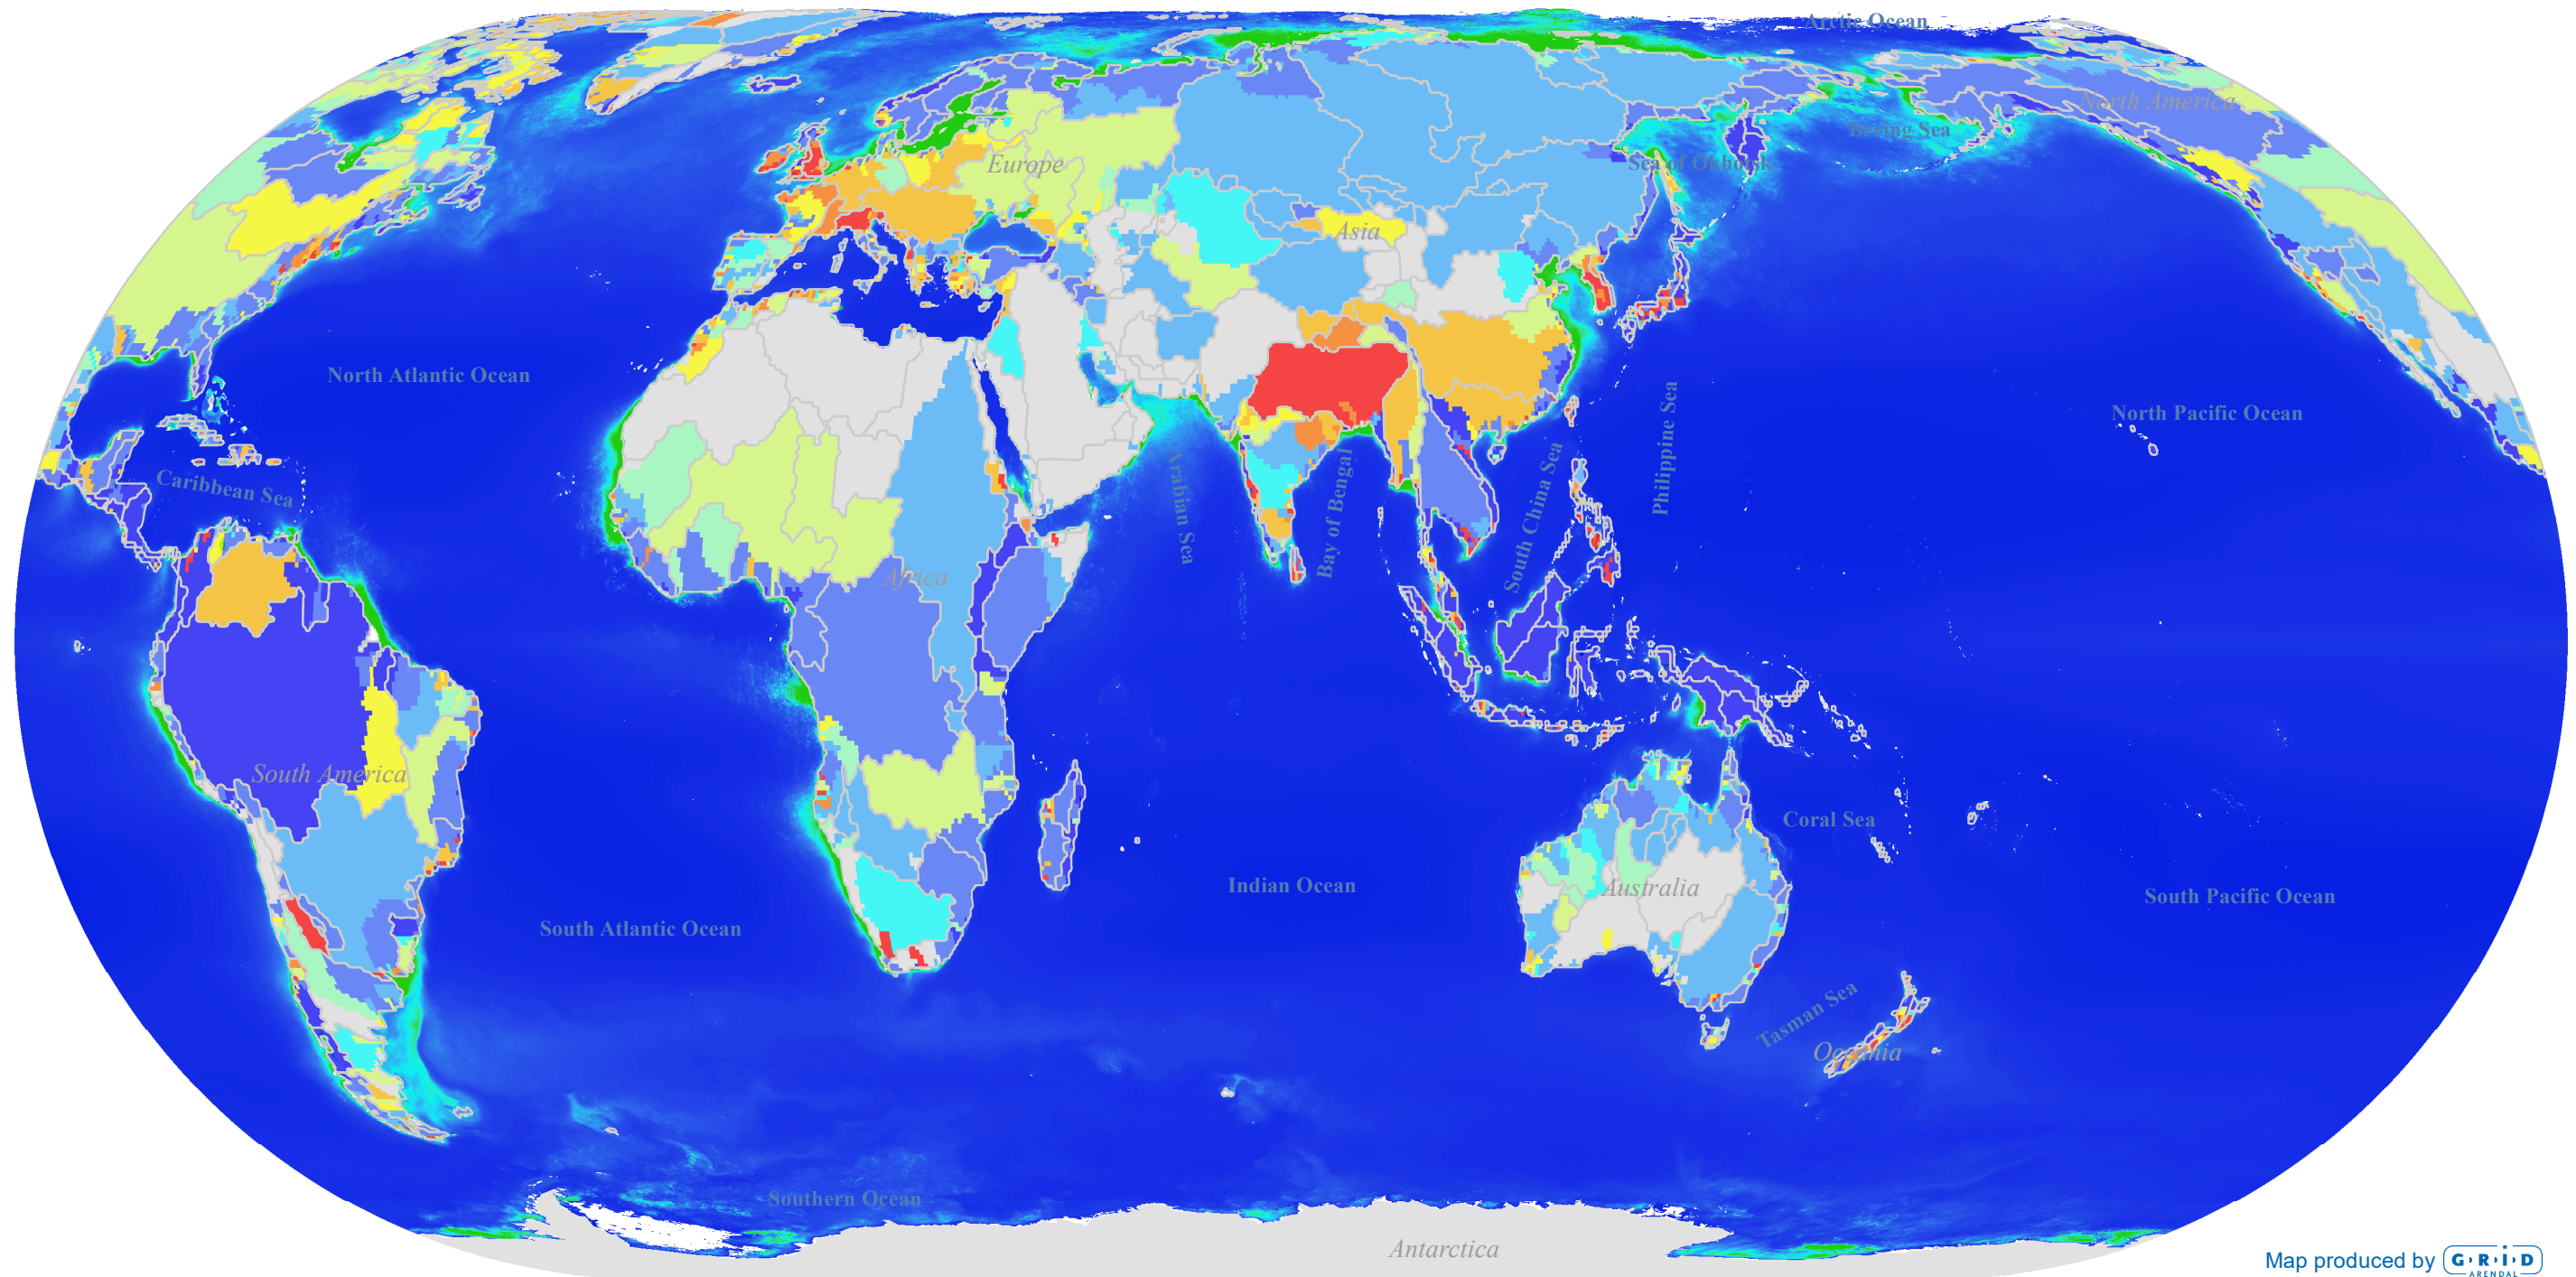 Arctic Ocean
North America
Bering Sea
Europe
Sea of Okhotsk
Asia
North Atlantic Ocean
North Pacific Ocean
Philippine Sea
Caribbean Sea
Arabian Sea
Bay of Bengal
South China Sea
Africa
South America
Coral Sea
Indian Ocean
Australia
South Pacific Ocean
South Atlantic Ocean
Tasman Sea
Oceania
Southern Ocean
Antarctica
Map produced by G·R·I·D
ARENDAL